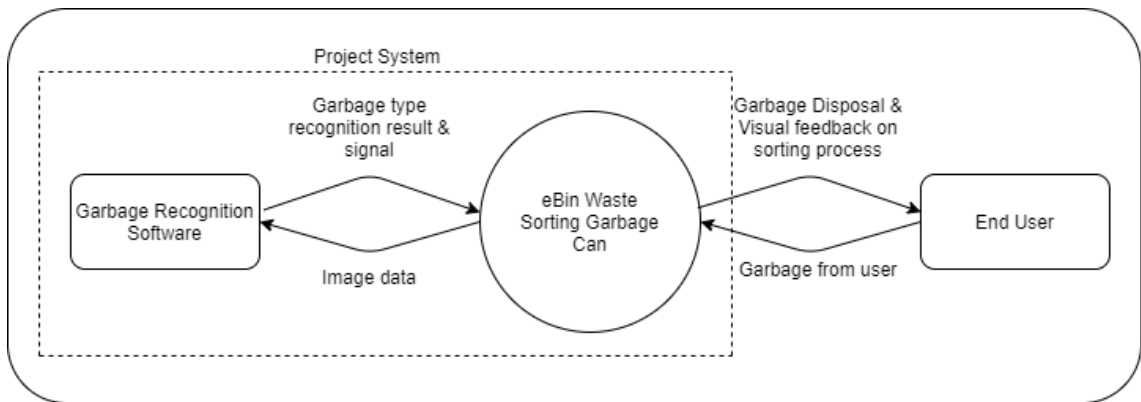 Project System
Garbage type
recognition result &
signal
Garbage Disposal &
Visual feedback on
sorting process
Garbage Recognition
Software
eBin Waste
Sorting Garbage
Can
End User
Image data
Garbage from user